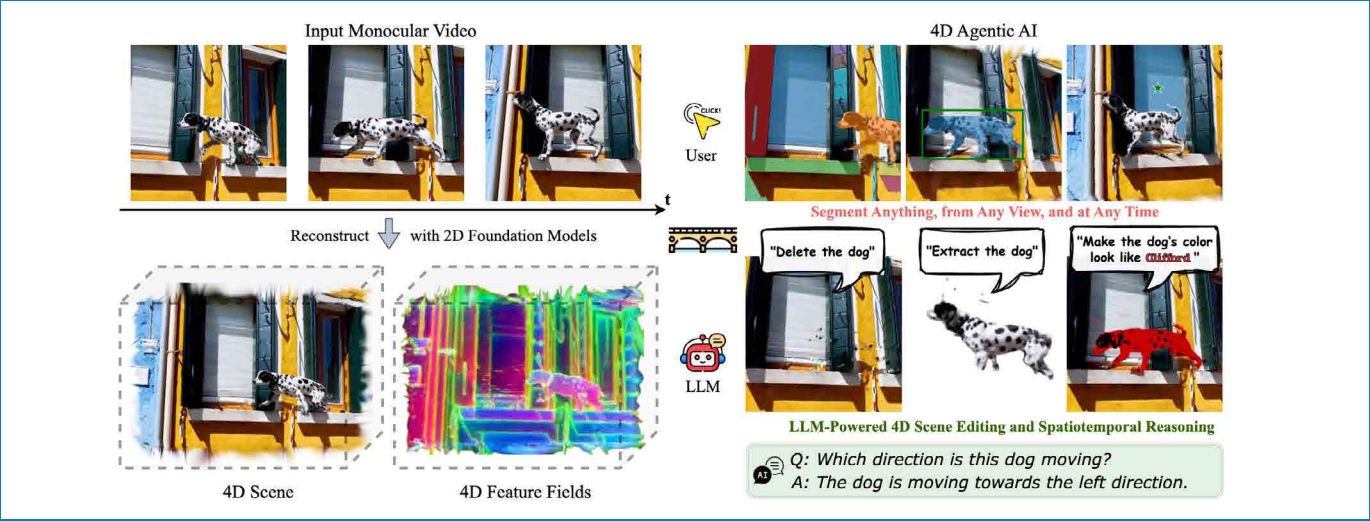 Input Monocular Video
t
Reconstruct with 2D Foundation Models
4D Scene
4D Feature Fields
4D Agentic AI
CLICK!
User
Segment Anything, from Any View, and at Any Time
"Delete the dog"
"Extract the dog"
"Make the dog's color
look like Clifford"
LLM
LLM-Powered 4D Scene Editing and Spatiotemporal Reasoning
AI
Q: Which direction is this dog moving?
A: The dog is moving towards the left direction.